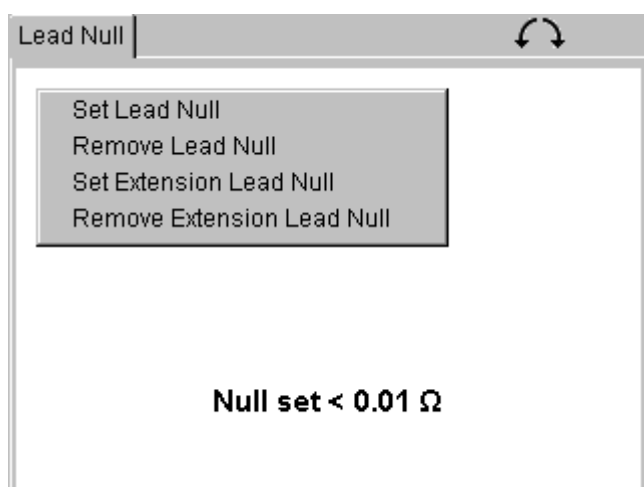 Lead Null
Set Lead Null
Remove Lead Null
Set Extension Lead Null
Remove Extension Lead Null
Null set < 0.01 Ω